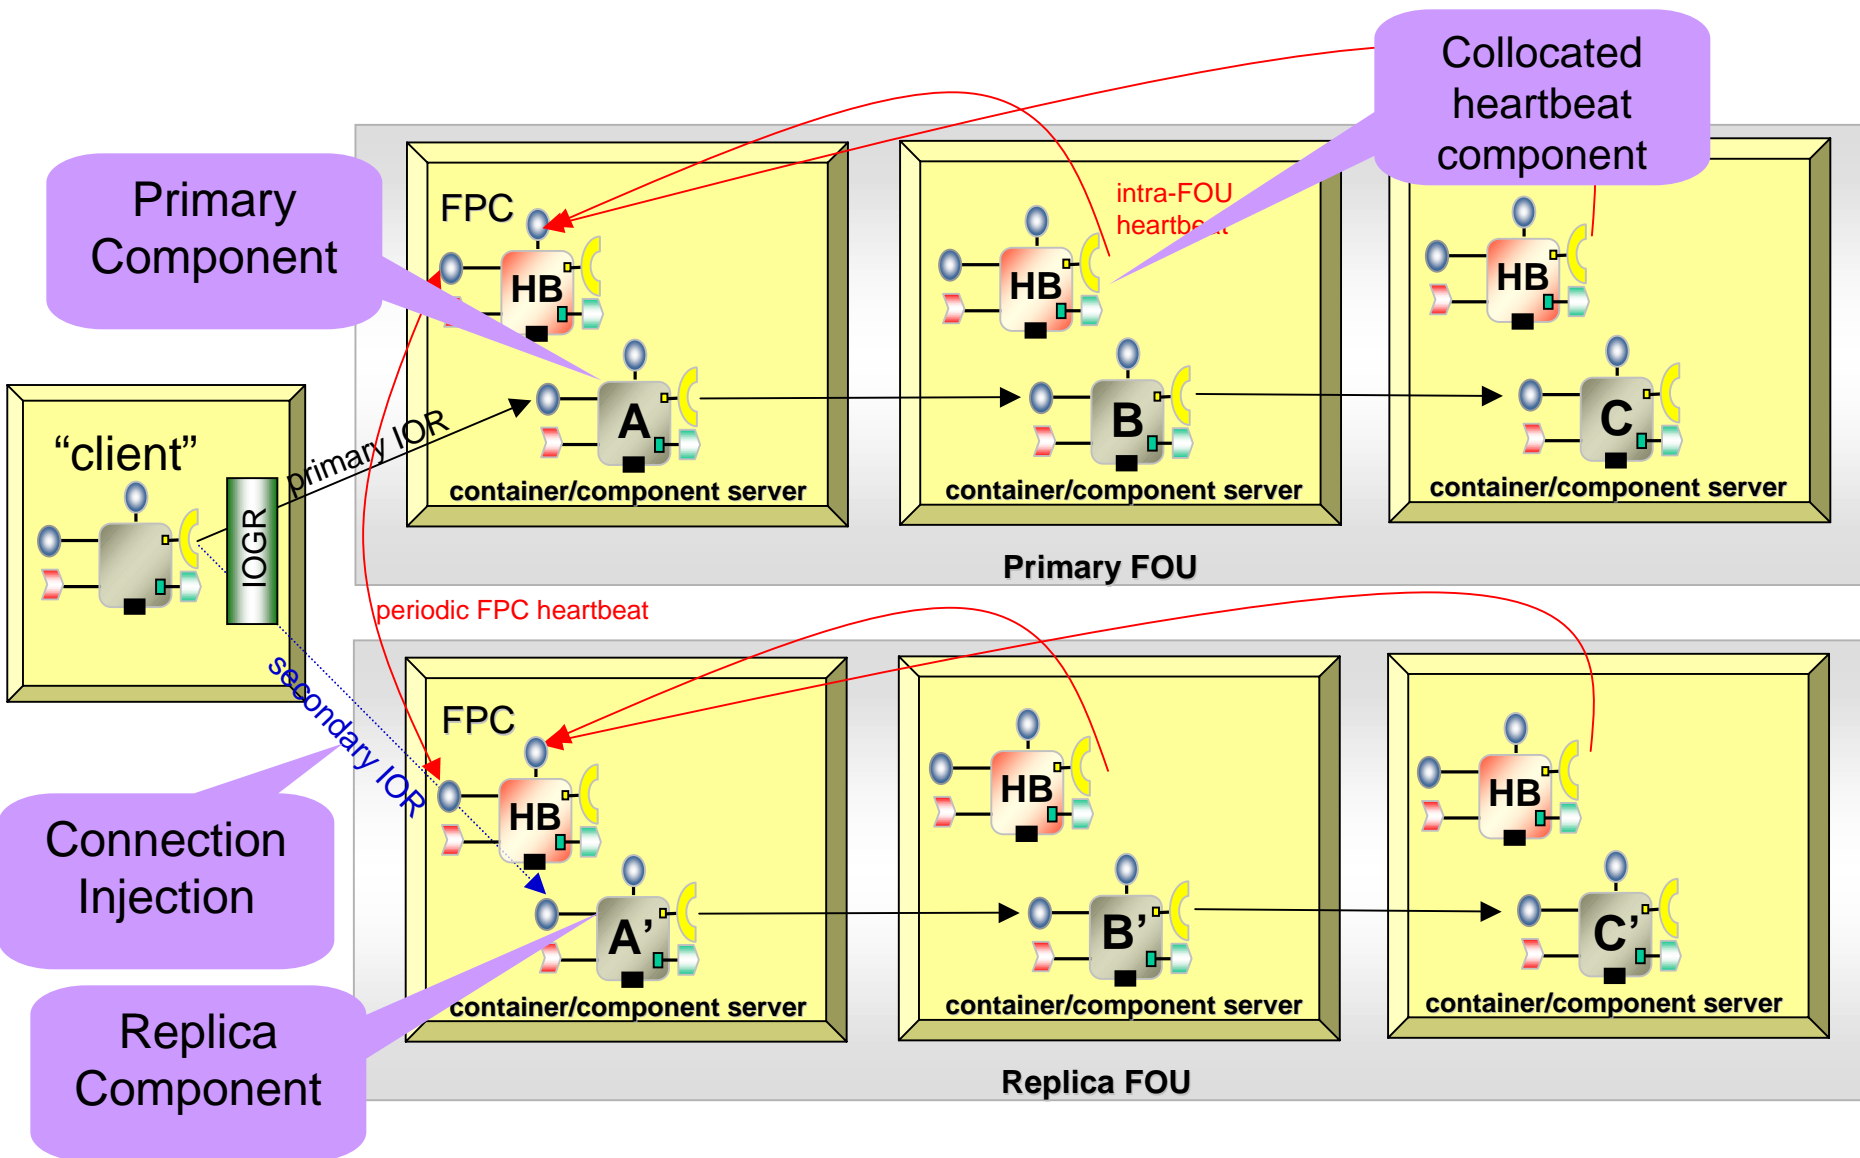 Collocated
heartbeat
component
Primary
Component
FPC
intra-FOU
heartbeat
HB
HB
HB
A
B
C
container/component server
container/component server
container/component server
Primary FOU
“client”
IOGR
primary IOR
secondary IOR
periodic FPC heartbeat
FPC
HB
HB
HB
A’
B’
C’
container/component server
container/component server
container/component server
Replica FOU
Connection
Injection
Replica
Component